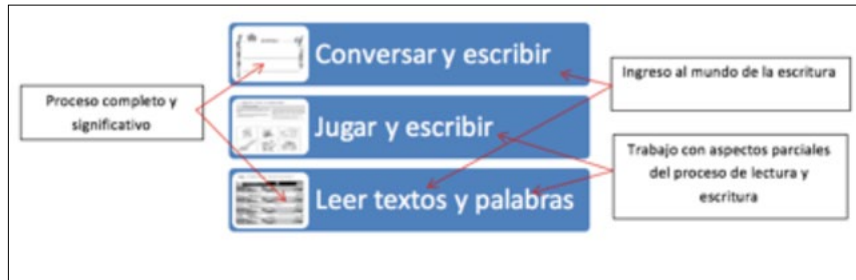 Conversar y escribir
Ingreso al mundo de la escritura
Proceso completo y
significativo
Jugar y escribir
Trabajo con aspectos parciales
del proceso de lectura y
escritura
Leer textos y palabras